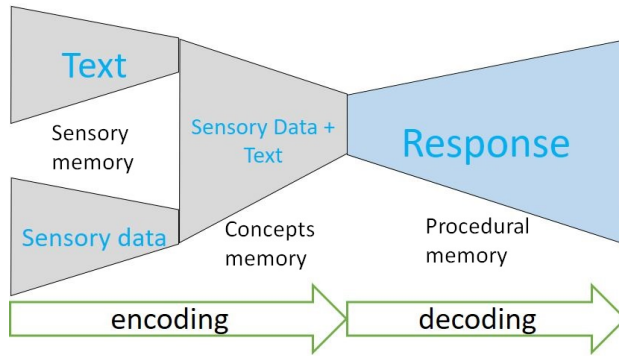 Text
Sensory
memory
Sensory data
Sensory Data +
Text
Concepts
memory
Response
Procedural
memory
encoding
decoding